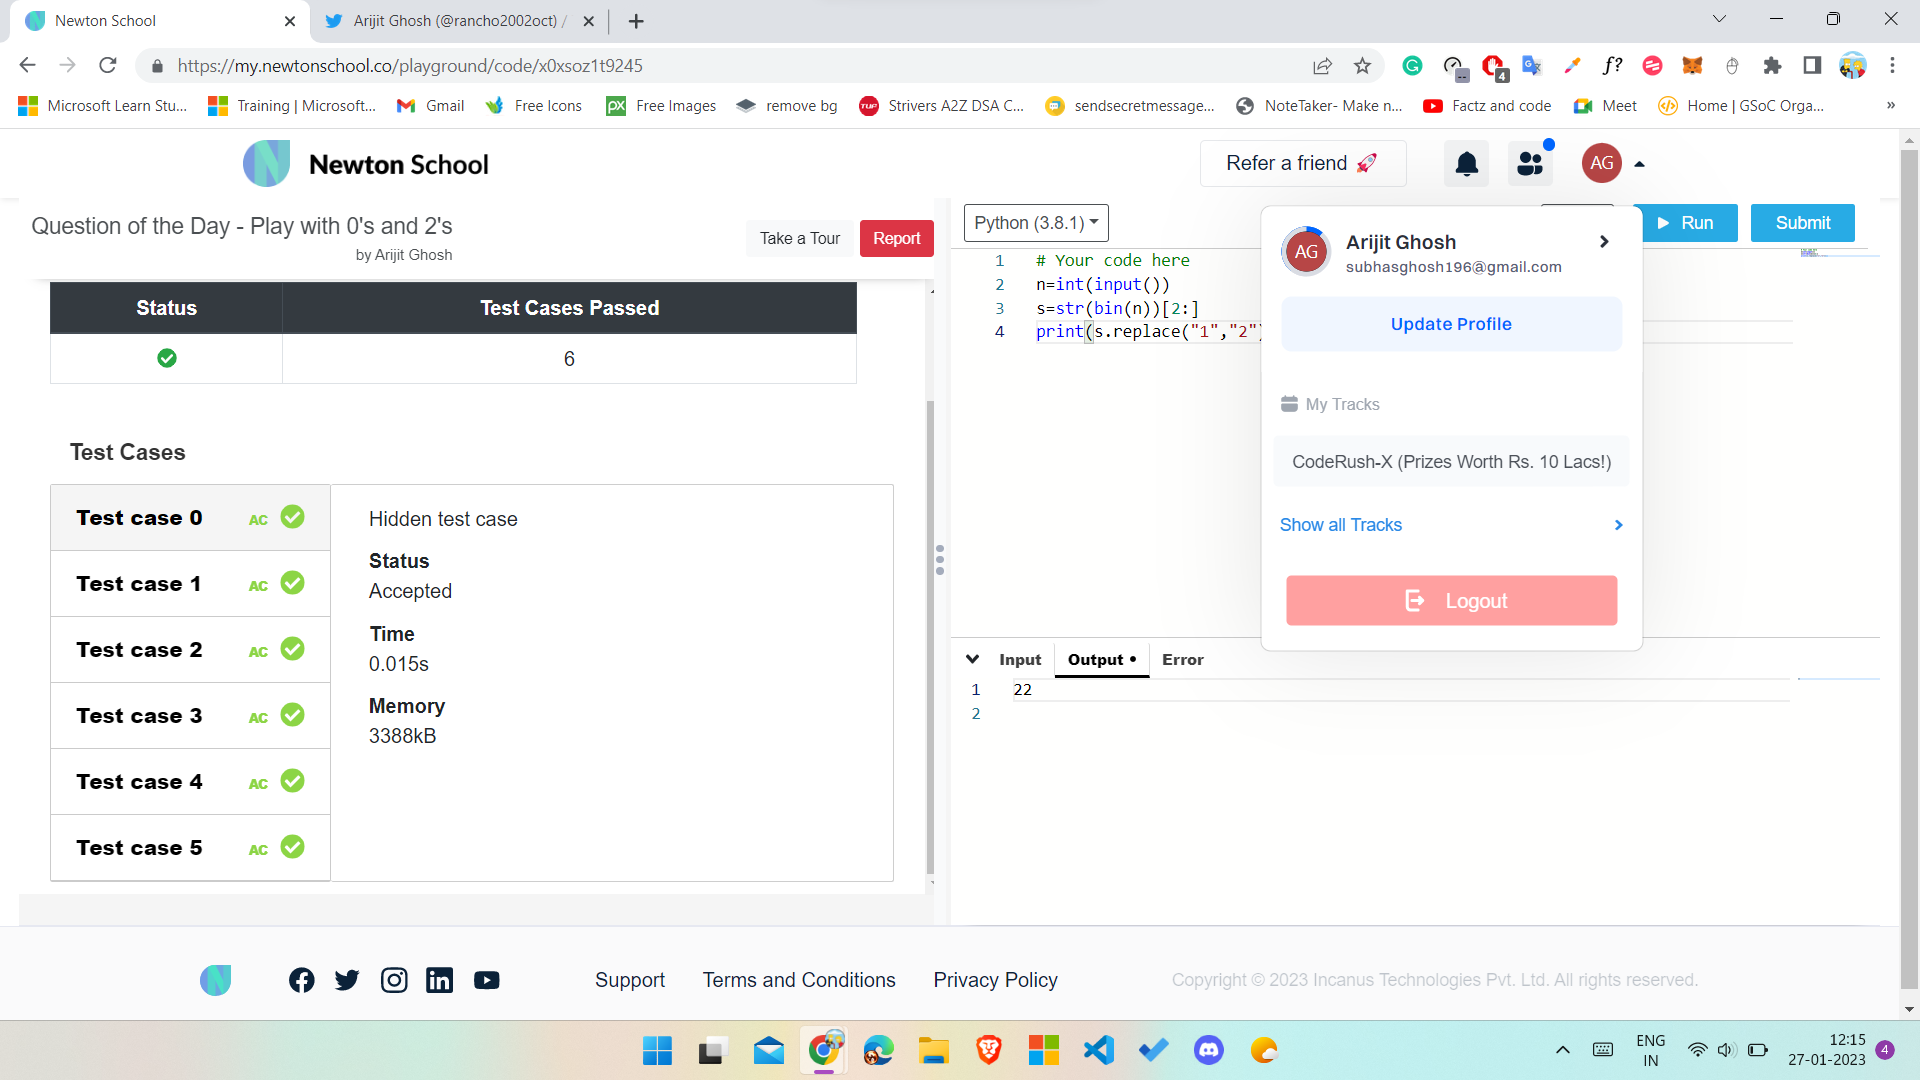 Newton School
Arijit Ghosh (@rancho2002oct) /
https://my.newtonschool.co/playground/code/x0xsoz1t9245
Microsoft Learn Stu...
Training | Microsoft...
Gmail
Free Icons
Free Images
remove bg
Strivers A2Z DSA C...
sendsecretmessage...
NoteTaker- Make n...
Factz and code
Meet
Home | GSoC Orga...
»
Newton School
Refer a friend 🚀
AG
Question of the Day - Play with 0's and 2's
by Arijit Ghosh
Take a Tour
Report
Status
Test Cases Passed
6
Test Cases
Test case 0 AC
Test case 1 AC
Test case 2 AC
Test case 3 AC
Test case 4 AC
Test case 5 AC
Hidden test case
Status
Accepted
Time
0.015s
Memory
3388kB
Python (3.8.1)
Run
Submit
1 # Your code here
2 n=int(input())
3 s=str(bin(n))[2:]
4 print(s.replace("1","2")
AG
Arijit Ghosh
subhasghosh196@gmail.com
Update Profile
My Tracks
CodeRush-X (Prizes Worth Rs. 10 Lacs!)
Show all Tracks
Logout
Input
Output •
Error
1 22
2
Support
Terms and Conditions
Privacy Policy
Copyright © 2023 Incanus Technologies Pvt. Ltd. All rights reserved.
ENG
IN
12:15
27-01-2023
4